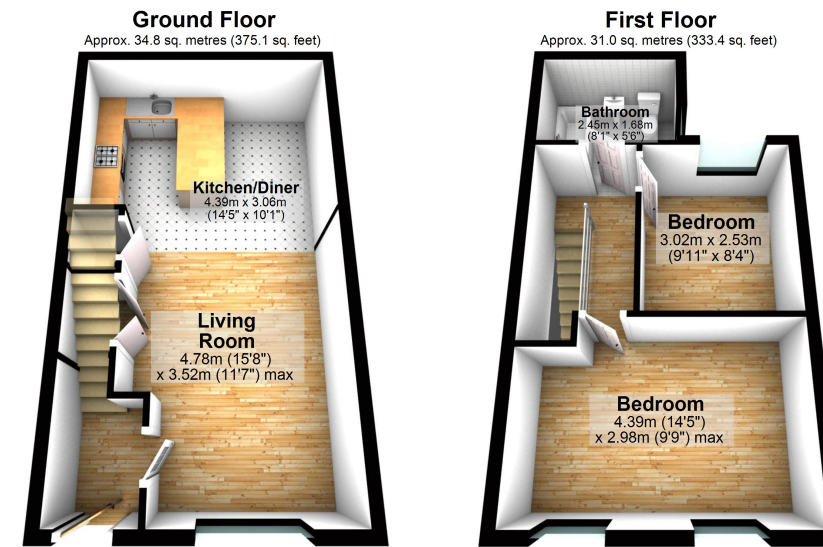 Ground Floor
Approx. 34.8 sq. metres (375.1 sq. feet)
Kitchen/Diner
4.39m x 3.06m
(14'5" x 10'1")
Living
Room
4.78m (15'8")
x 3.52m (11'7") max
First Floor
Approx. 31.0 sq. metres (333.4 sq. feet)
Bathroom
2.45m x 1.68m
(8'1" x 5'6")
Bedroom
3.02m x 2.53m
(9'11" x 8'4")
Bedroom
4.39m (14'5")
x 2.98m (9'9") max